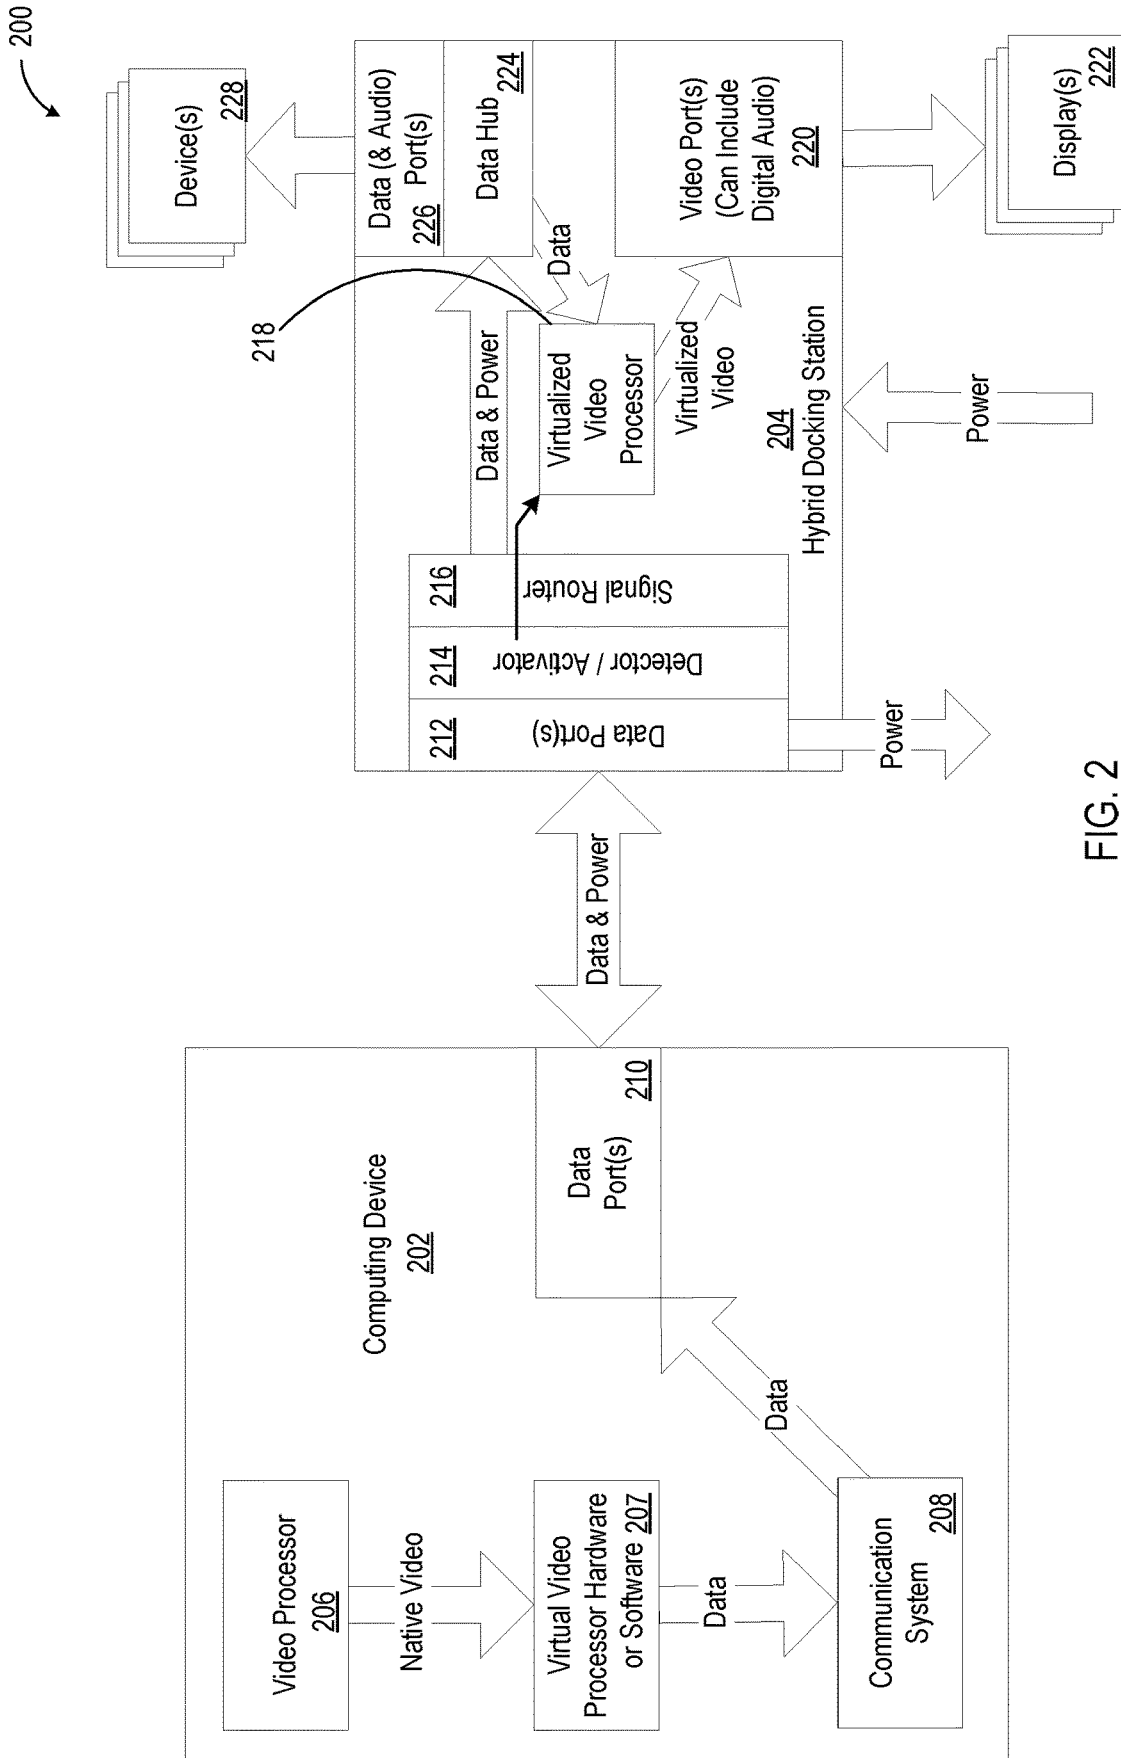 200
Device(s)
228
Data (& Audio)
Port(s)
226
Data Hub
224
Data
Video Port(s)
(Can Include
Digital Audio)
220
Display(s)
222
218
Data & Power
Virtualized
Video
Processor
Virtualized
Video
204
Hybrid Docking Station
Power
216
Signal Router
214
Detector / Activator
212
Data Port(s)
Power
Data & Power
Computing Device
202
Data
Port(s)
210
Video Processor
206
Native Video
Virtual Video
Processor Hardware
or Software 207
Data
Communication
System
208
Data
FIG. 2